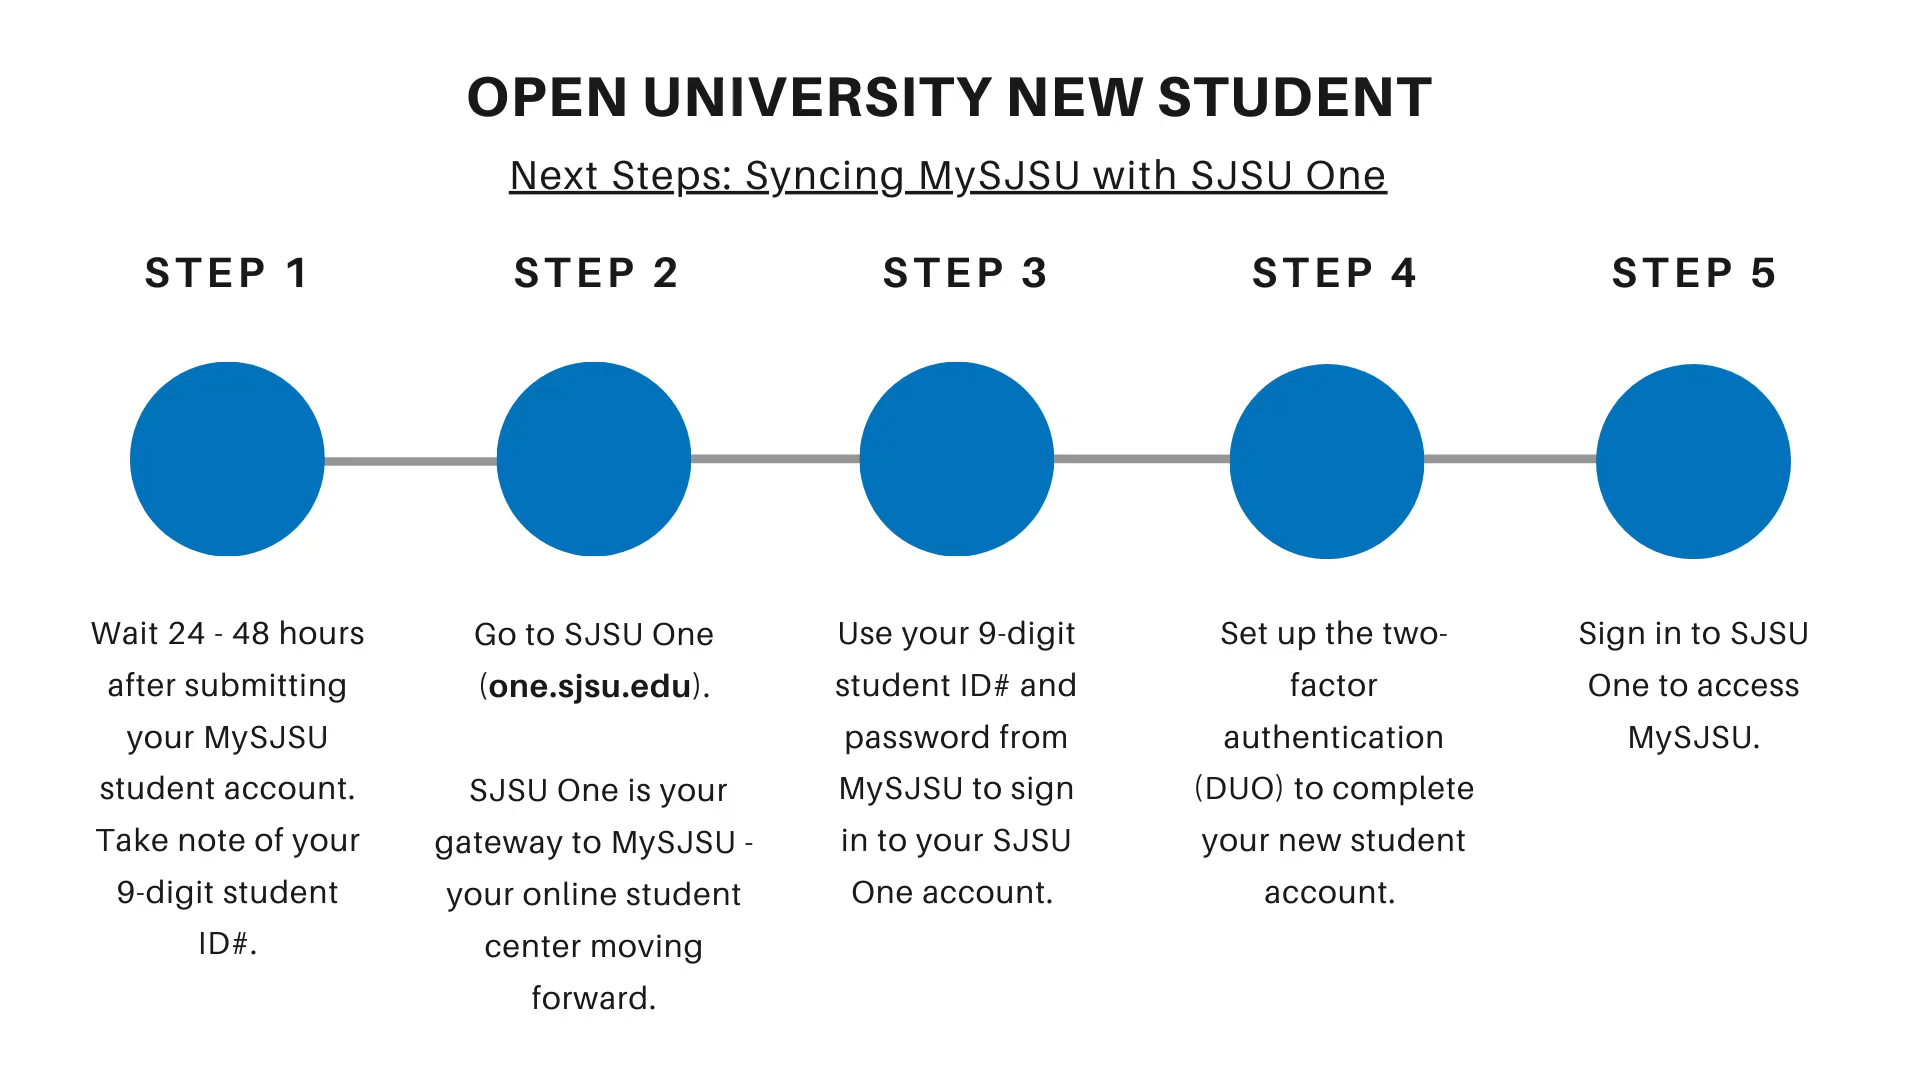 OPEN UNIVERSITY NEW STUDENT
Next Steps: Syncing MySJSU with SJSU One
STEP 1
Wait 24 - 48 hours
after submitting
your MySJSU
student account.
Take note of your
9-digit student
ID#.
STEP 2
Go to SJSU One
(one.sjsu.edu).
SJSU One is your
gateway to MySJSU -
your online student
center moving
forward.
STEP 3
Use your 9-digit
student ID# and
password from
MySJSU to sign
in to your SJSU
One account.
STEP 4
Set up the two-
factor
authentication
(DUO) to complete
your new student
account.
STEP 5
Sign in to SJSU
One to access
MySJSU.